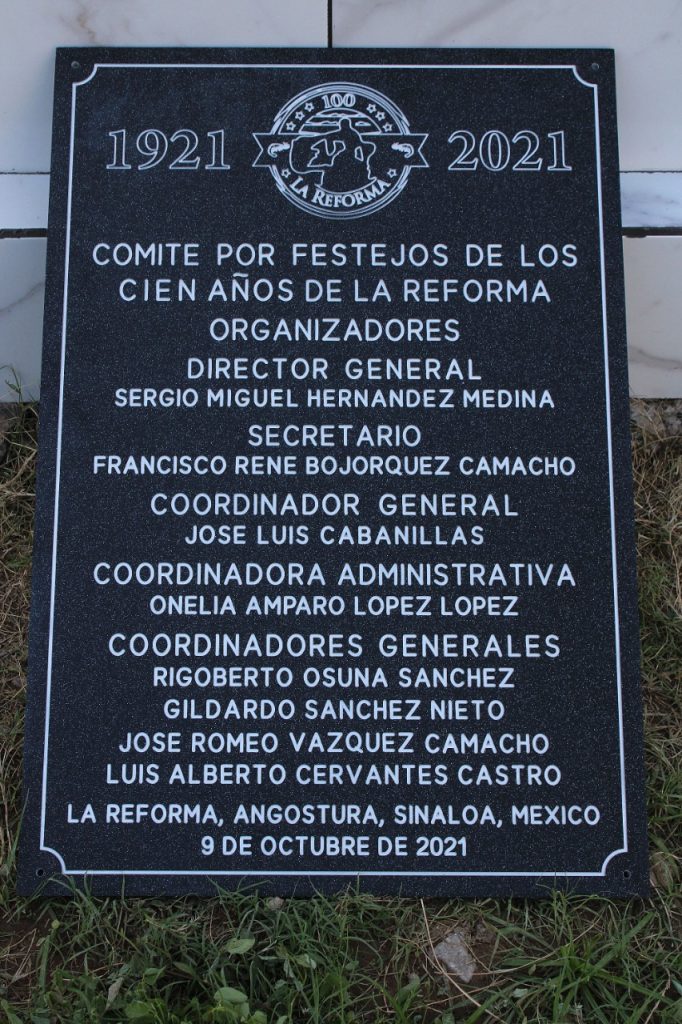 1921
100
LA REFORMA
2021
COMITE POR FESTEJOS DE LOS
CIEN AÑOS DE LA REFORMA
ORGANIZADORES
DIRECTOR GENERAL
SERGIO MIGUEL HERNANDEZ MEDINA
SECRETARIO
FRANCISCO RENE BOJORQUEZ CAMACHO
COORDINADOR GENERAL
JOSE LUIS CABANILLAS
COORDINADORA ADMINISTRATIVA
ONELIA AMPARO LOPEZ LOPEZ
COORDINADORES GENERALES
RIGOBERTO OSUNA SANCHEZ
GILDARDO SANCHEZ NIETO
JOSE ROMEO VAZQUEZ CAMACHO
LUIS ALBERTO CERVANTES CASTRO
LA REFORMA, ANGOSTURA, SINALOA, MEXICO
9 DE OCTUBRE DE 2021